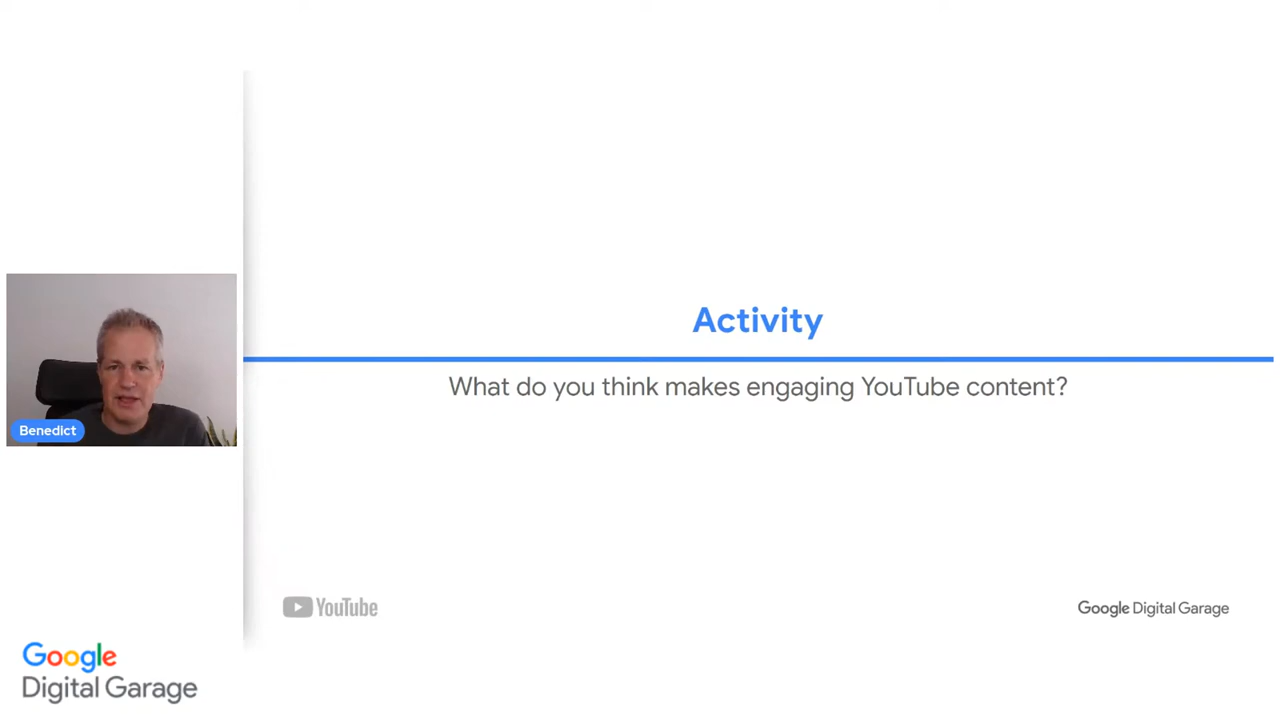 Activity
What do you think makes engaging YouTube content?
Benedict
YouTube
Google Digital Garage
Google
Digital Garage